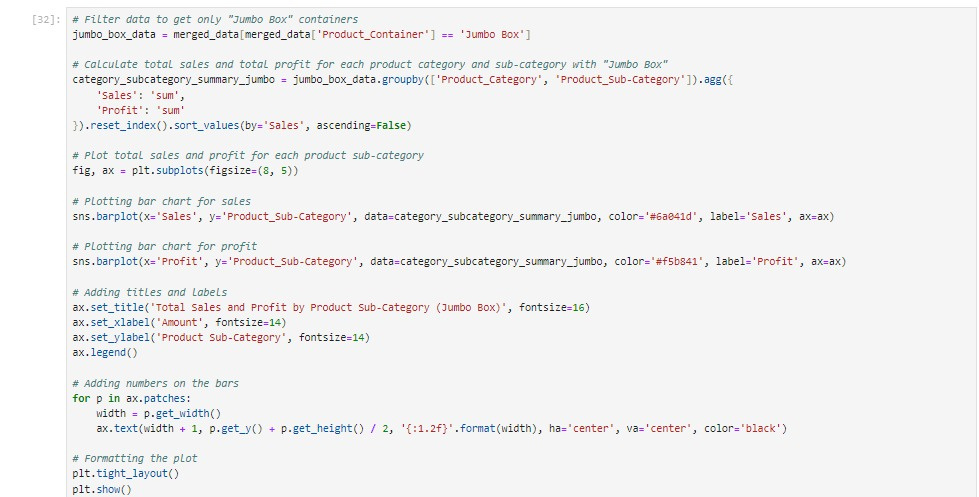 [32]: # Filter data to get only "Jumbo Box" containers
jumbo_box_data = merged_data[merged_data['Product_Container'] == 'Jumbo Box']
# Calculate total sales and total profit for each product category and sub-category with "Jumbo Box"
category_subcategory_summary_jumbo = jumbo_box_data.groupby(['Product_Category', 'Product_Sub-Category']).agg({
    'Sales': 'sum',
    'Profit': 'sum'
}).reset_index().sort_values(by='Sales', ascending=False)
# Plot total sales and profit for each product sub-category
fig, ax = plt.subplots(figsize=(8, 5))
# Plotting bar chart for sales
sns.barplot(x='Sales', y='Product_Sub-Category', data=category_subcategory_summary_jumbo, color='#6a041d', label='Sales', ax=ax)
# Plotting bar chart for profit
sns.barplot(x='Profit', y='Product_Sub-Category', data=category_subcategory_summary_jumbo, color='#f5b841', label='Profit', ax=ax)
# Adding titles and labels
ax.set_title('Total Sales and Profit by Product Sub-Category (Jumbo Box)', fontsize=16)
ax.set_xlabel('Amount', fontsize=14)
ax.set_ylabel('Product Sub-Category', fontsize=14)
ax.legend()
# Adding numbers on the bars
for p in ax.patches:
    width = p.get_width()
    ax.text(width + 1, p.get_y() + p.get_height() / 2, '{:1.2f}'.format(width), ha='center', va='center', color='black')
# Formatting the plot
plt.tight_layout()
plt.show()